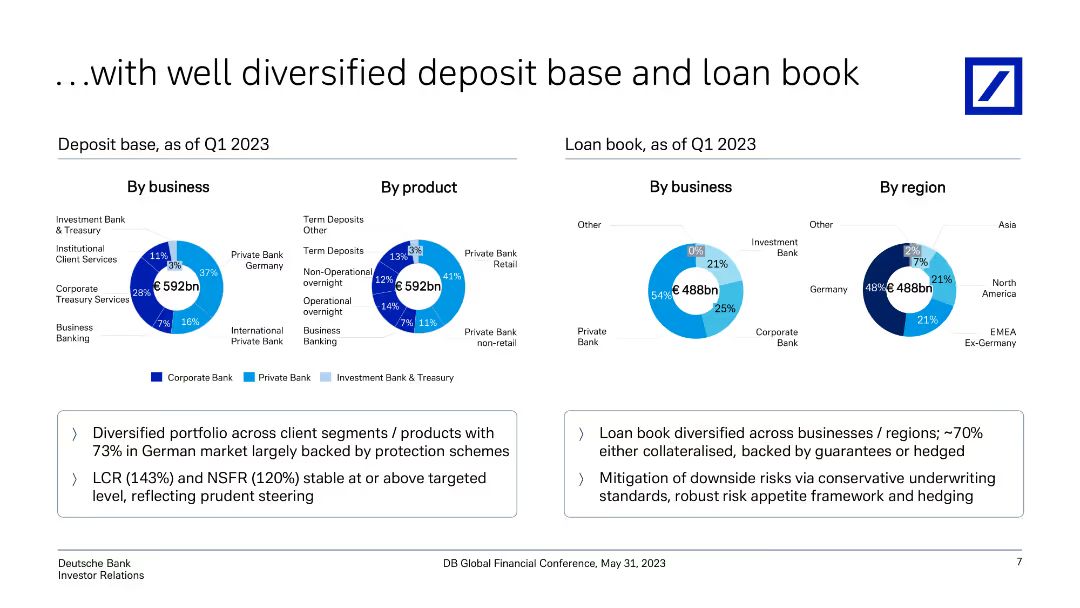 …with well diversified deposit base and loan book
Deposit base, as of Q1 2023
By business
Investment Bank
& Treasury
Institutional
Client Services
Corporate
Treasury Services
Business
Banking
Private Bank
Germany
International
Private Bank
11%
3%
37%
€ 592bn
28%
7%
16%
By product
Term Deposits
Other
Term Deposits
Non-Operational
overnight
Operational
overnight
Business
Banking
Private Bank
Retail
Private Bank
non-retail
13%
3%
41%
12%
€ 592bn
14%
7%
11%
Corporate Bank
Private Bank
Investment Bank & Treasury
Loan book, as of Q1 2023
By business
Other
Investment
Bank
Private
Bank
Corporate
Bank
0%
21%
54%
€ 488bn
25%
By region
Other
Asia
Germany
North
America
EMEA
Ex-Germany
2%
7%
21%
48%
€ 488bn
21%
〉 Diversified portfolio across client segments / products with
73% in German market largely backed by protection schemes
〉 LCR (143%) and NSFR (120%) stable at or above targeted
level, reflecting prudent steering
〉 Loan book diversified across businesses / regions; ~70%
either collateralised, backed by guarantees or hedged
〉 Mitigation of downside risks via conservative underwriting
standards, robust risk appetite framework and hedging
Deutsche Bank
Investor Relations
DB Global Financial Conference, May 31, 2023
7